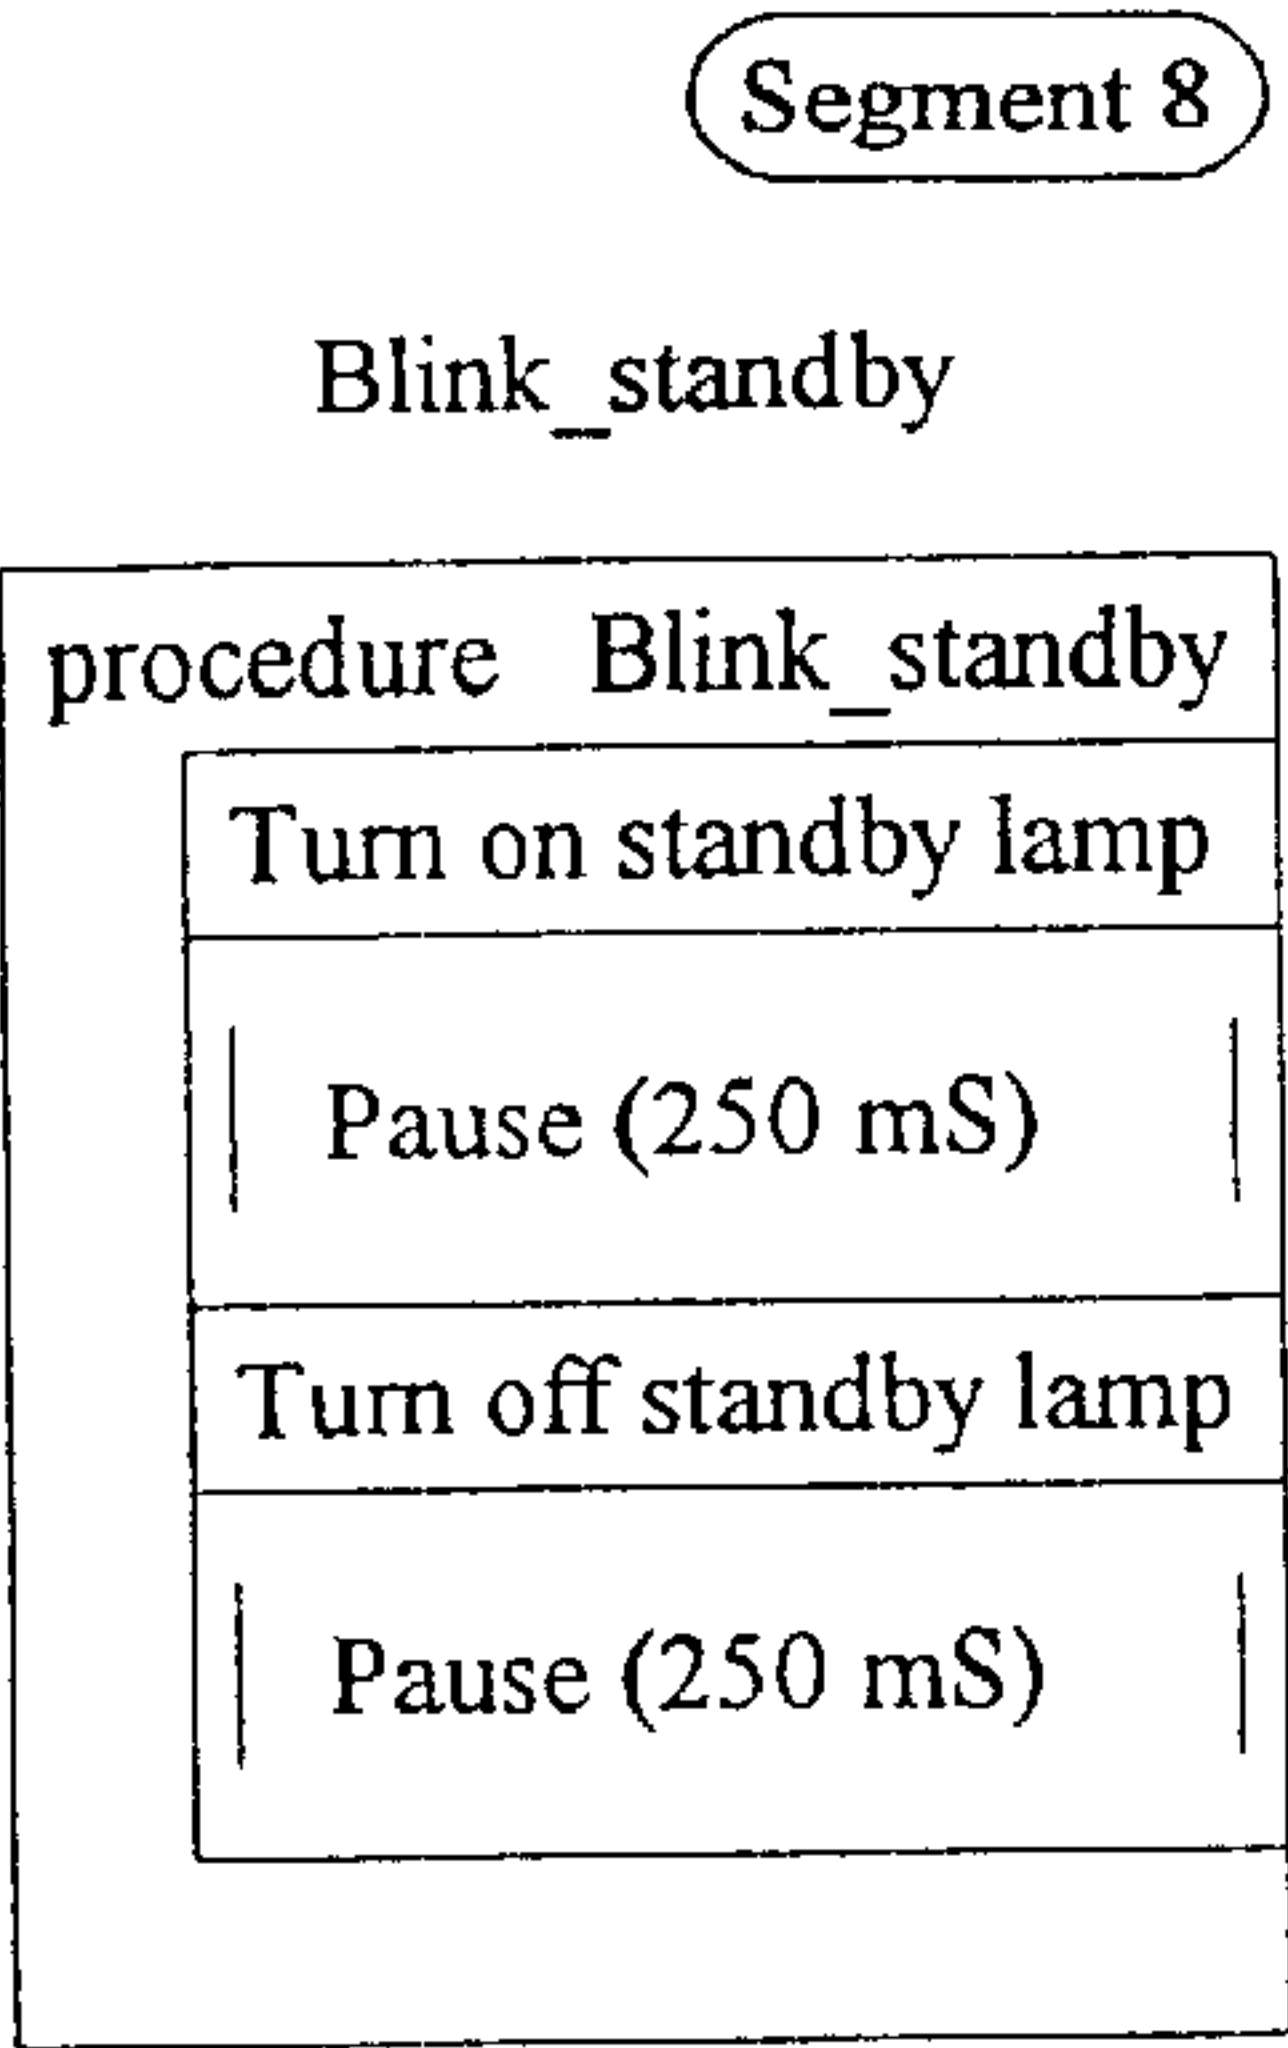 Segment 8
Blink_standby
procedure Blink_standby
Turn on standby lamp
Pause (250 mS)
Turn off standby lamp
Pause (250 mS)